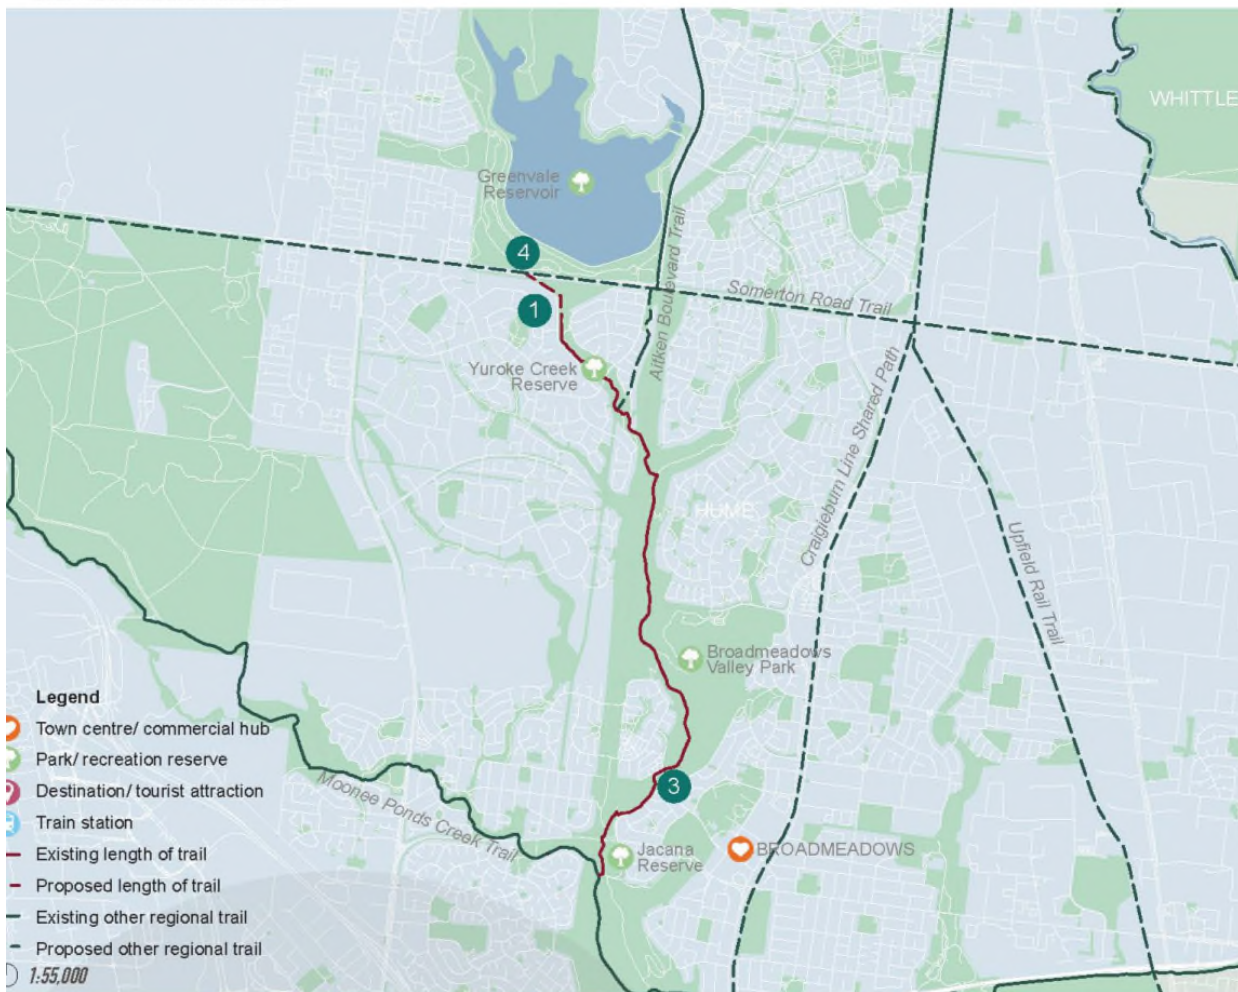 WHITTLE
Greenvale
Reservoir
4
Somerton Road Trail
1
Aitken Boulevard Trail
Yuroke Creek
Reserve
Craigieburn Line Shared Path
HUME
Upfield Rail Trail
Broadmeadows
Valley Park
Legend
Town centre/ commercial hub
Park/ recreation reserve
Destination/ tourist attraction
Train station
Existing length of trail
Proposed length of trail
Existing other regional trail
Proposed other regional trail
1:55,000
Moonee Ponds Creek Trail
3
Jacana
Reserve
BROADMEADOWS